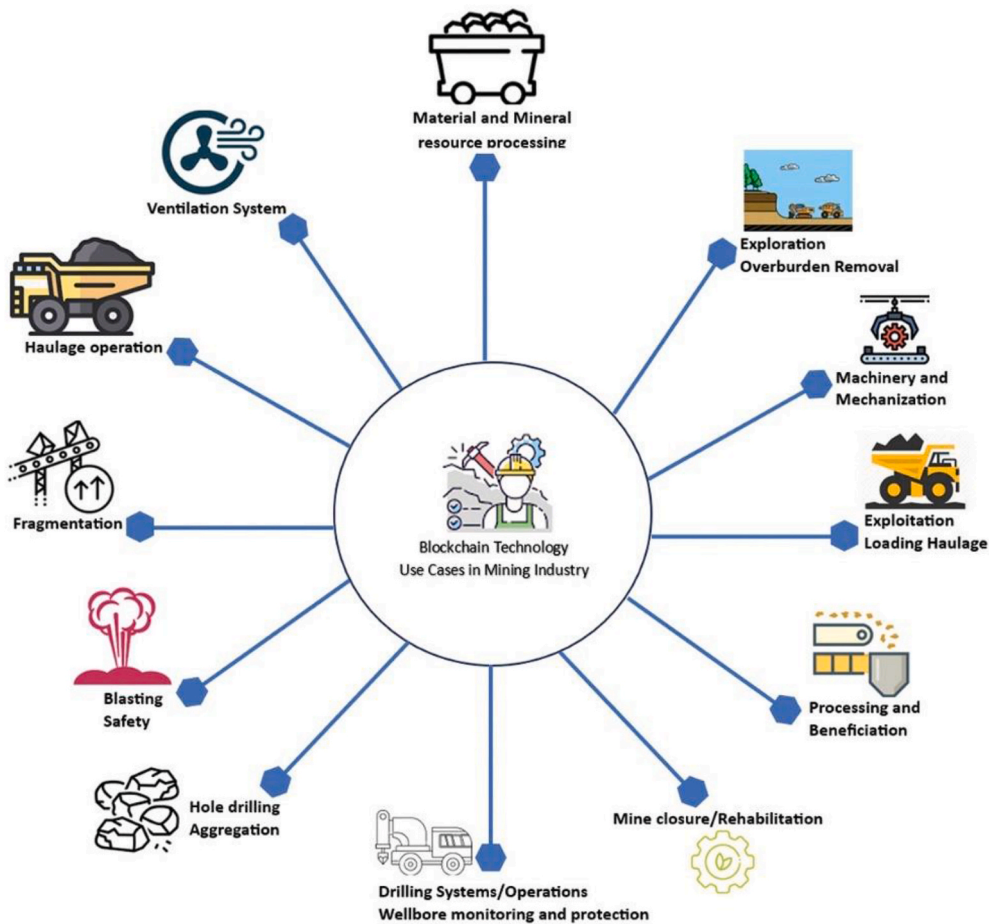 Material and Mineral
resource processing
Ventilation System
Exploration
Overburden Removal
Haulage operation
Machinery and
Mechanization
Fragmentation
Exploitation
Loading Haulage
Blockchain Technology
Use Cases in Mining Industry
Blasting
Safety
Processing and
Beneficiation
Hole drilling
Aggregation
Mine closure/Rehabilitation
Drilling Systems/Operations
Wellbore monitoring and protection